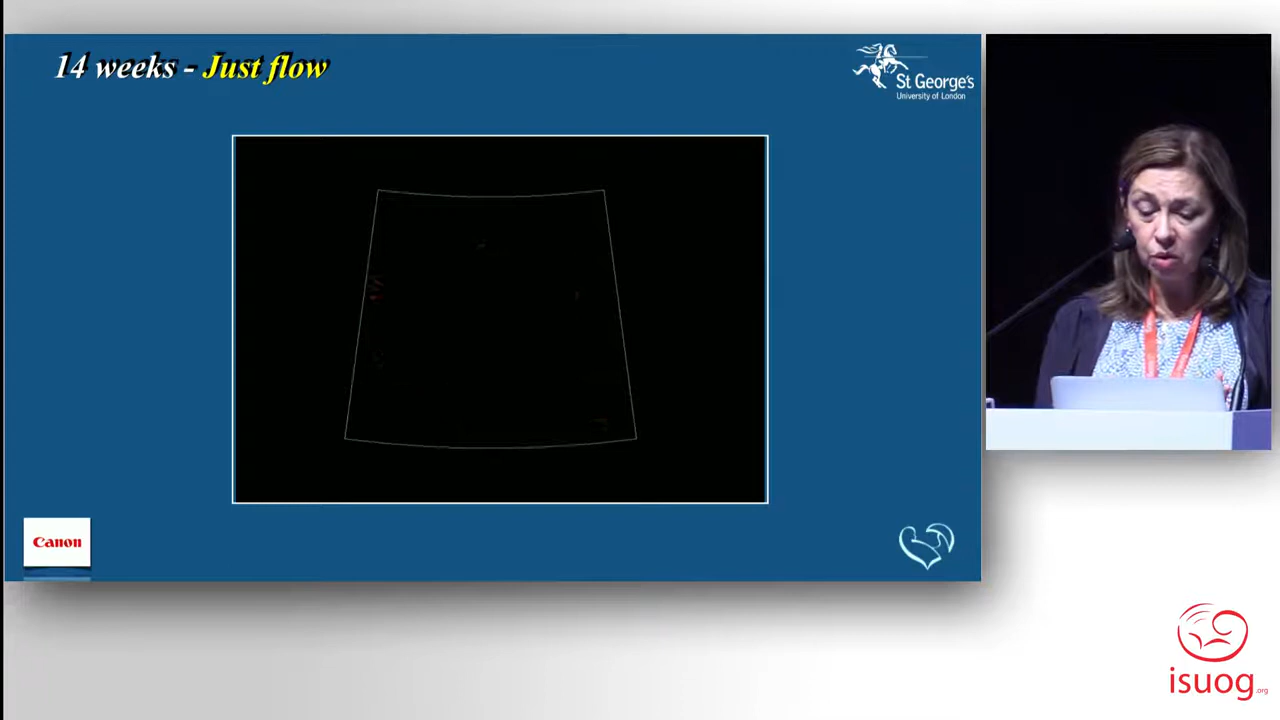 14 weeks - Just flow
St George's
University of London
Canon
isuog.org